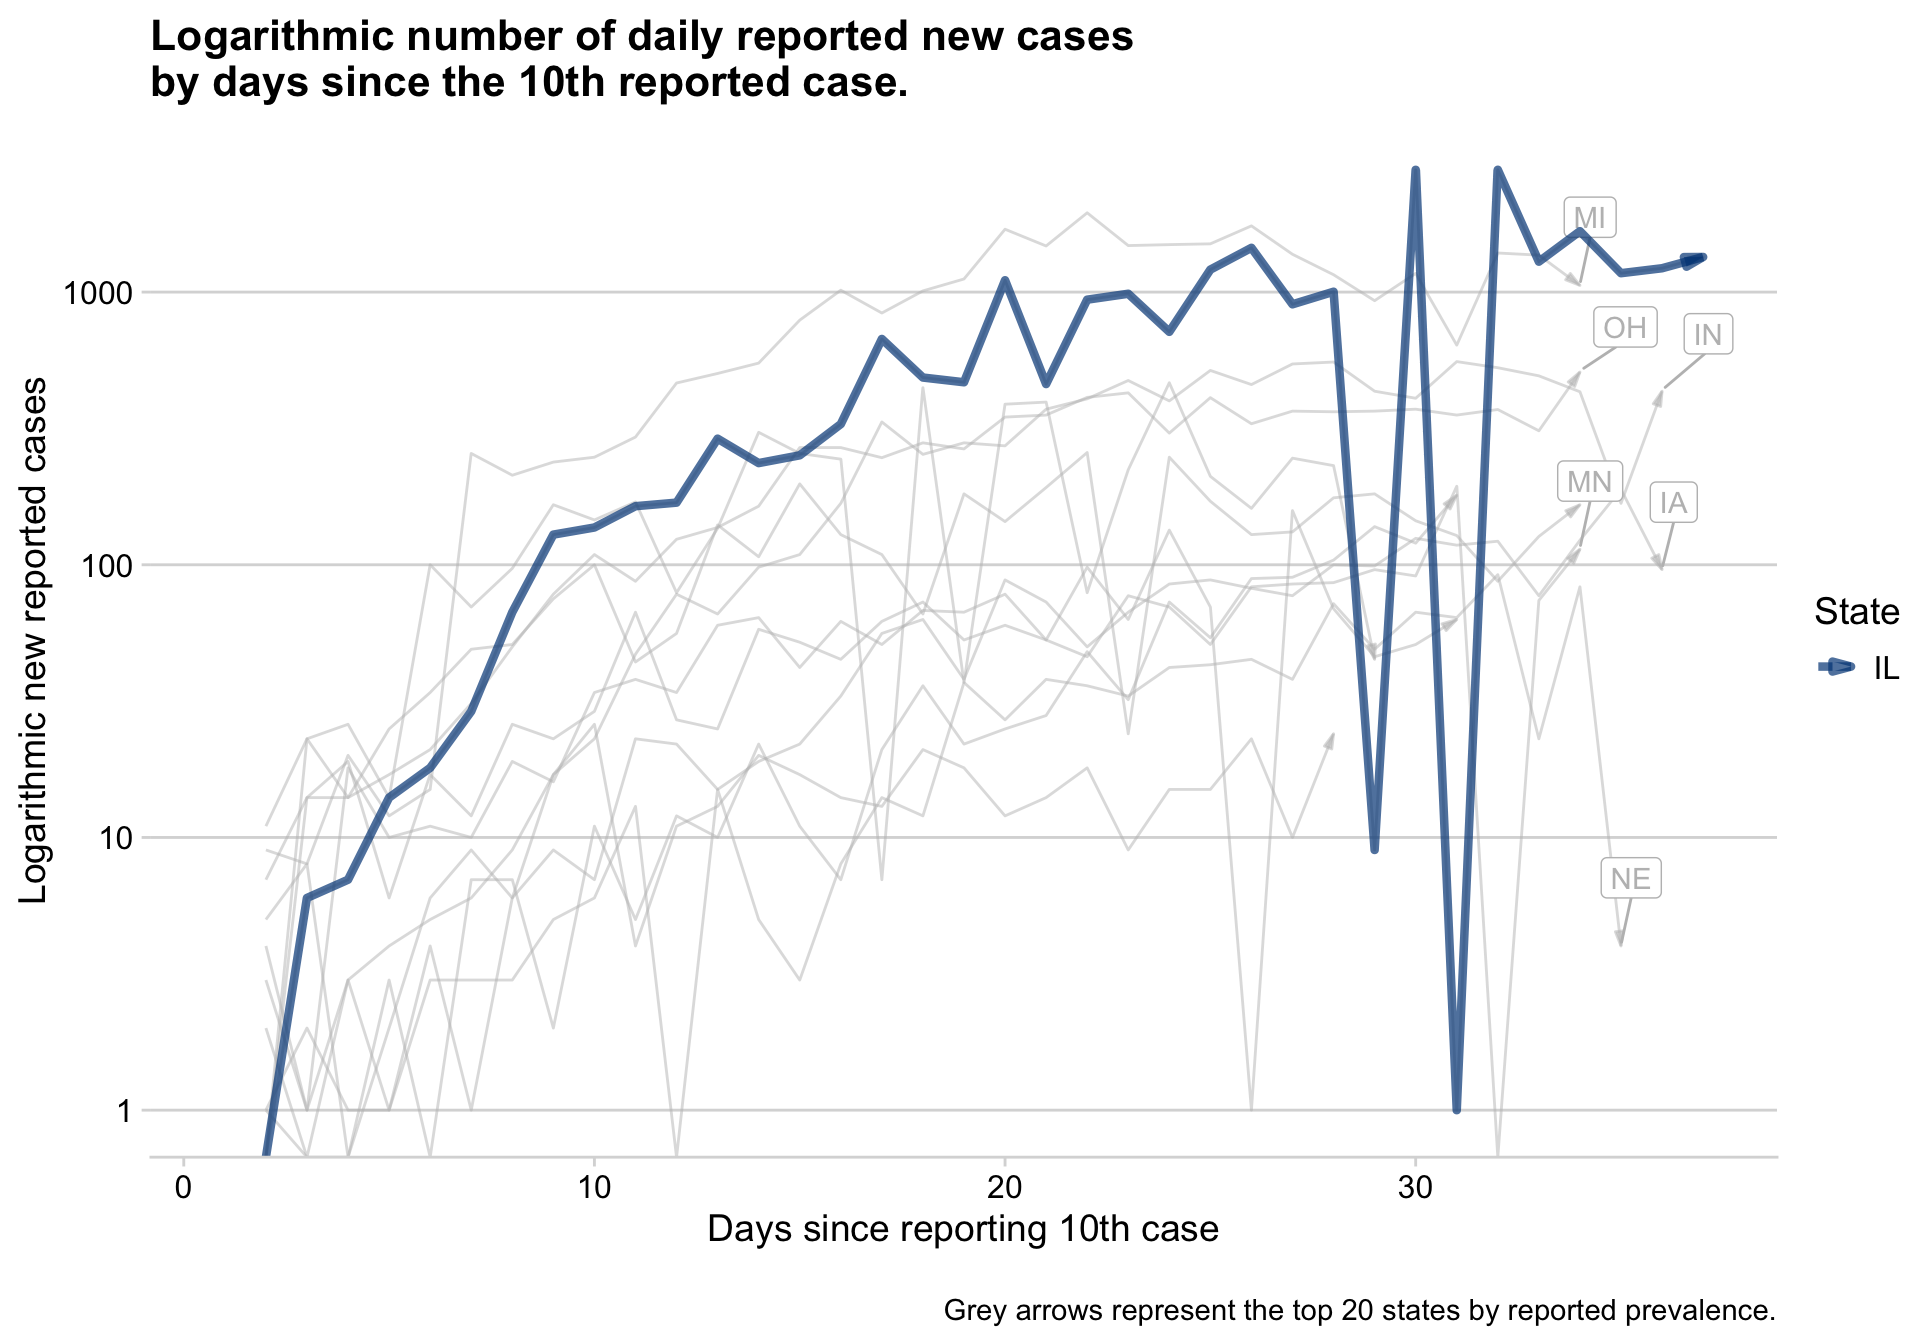 Logarithmic number of daily reported new cases
by days since the 10th reported case.
Logarithmic new reported cases
1000
100
10
1
MI
OH
IN
MN
IA
NE
State
IL
0
10
20
30
Days since reporting 10th case
Grey arrows represent the top 20 states by reported prevalence.